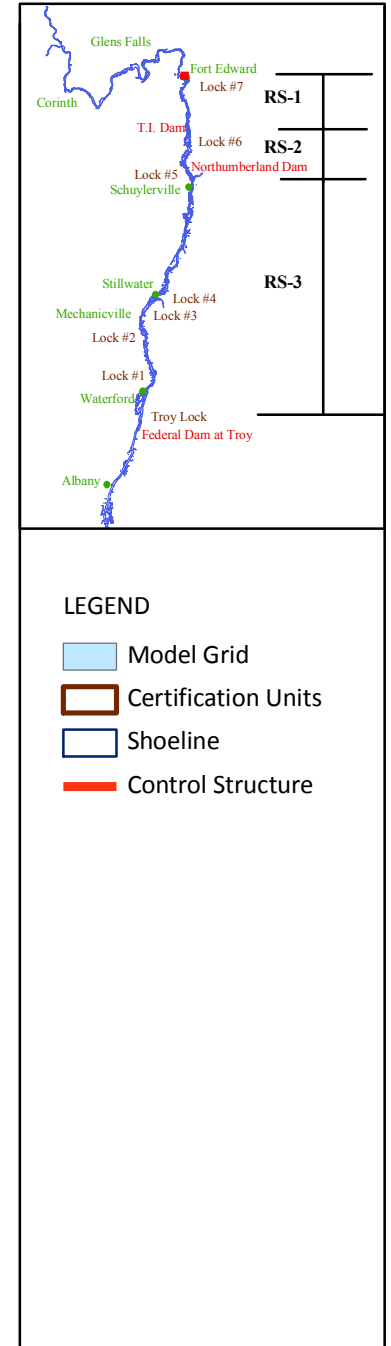 Glens Falls
Fort Edward
Lock #7
Corinth
RS-1
T.I. Dam
Lock #6
RS-2
Northumberland Dam
Lock #5
Schuylerville
Stillwater
RS-3
Lock #4
Mechanicville
Lock #3
Lock #2
Lock #1
Waterford
Troy Lock
Federal Dam at Troy
Albany
LEGEND
Model Grid
Certification Units
Shoeline
Control Structure